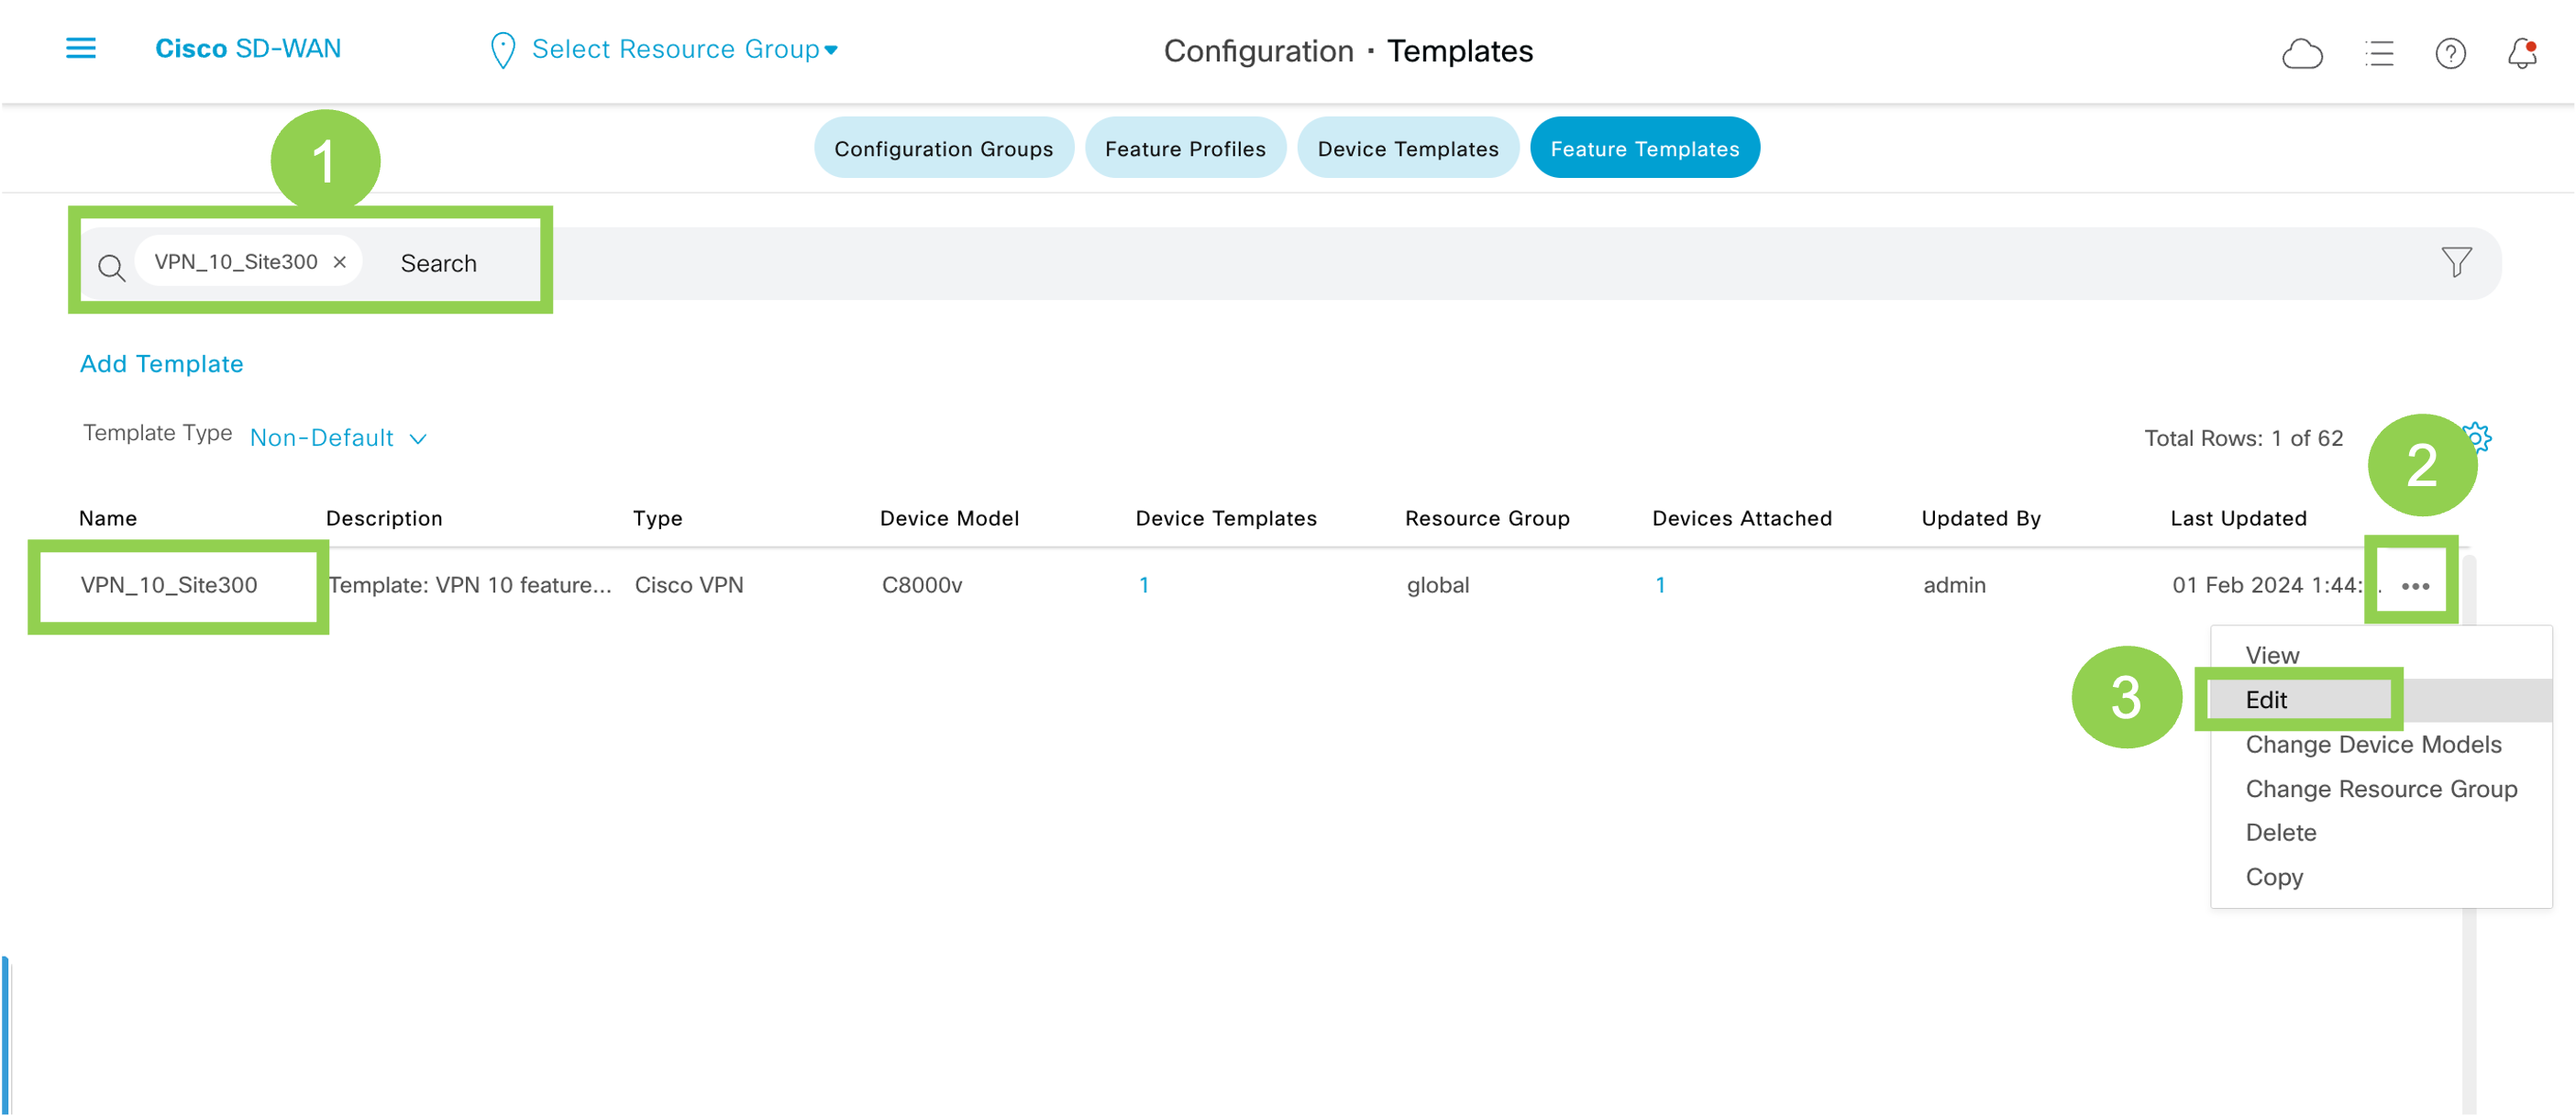 Cisco SD-WAN
Select Resource Group
Configuration · Templates
1
Configuration Groups
Feature Profiles
Device Templates
Feature Templates
VPN_10_Site300 ×
Search
Add Template
Template Type Non-Default
Total Rows: 1 of 62
2
Name Description Type Device Model Device Templates Resource Group Devices Attached Updated By Last Updated
VPN_10_Site300 Template: VPN 10 feature... Cisco VPN C8000v 1 global 1 admin 01 Feb 2024 1:44: •••
View
3
Edit
Change Device Models
Change Resource Group
Delete
Copy